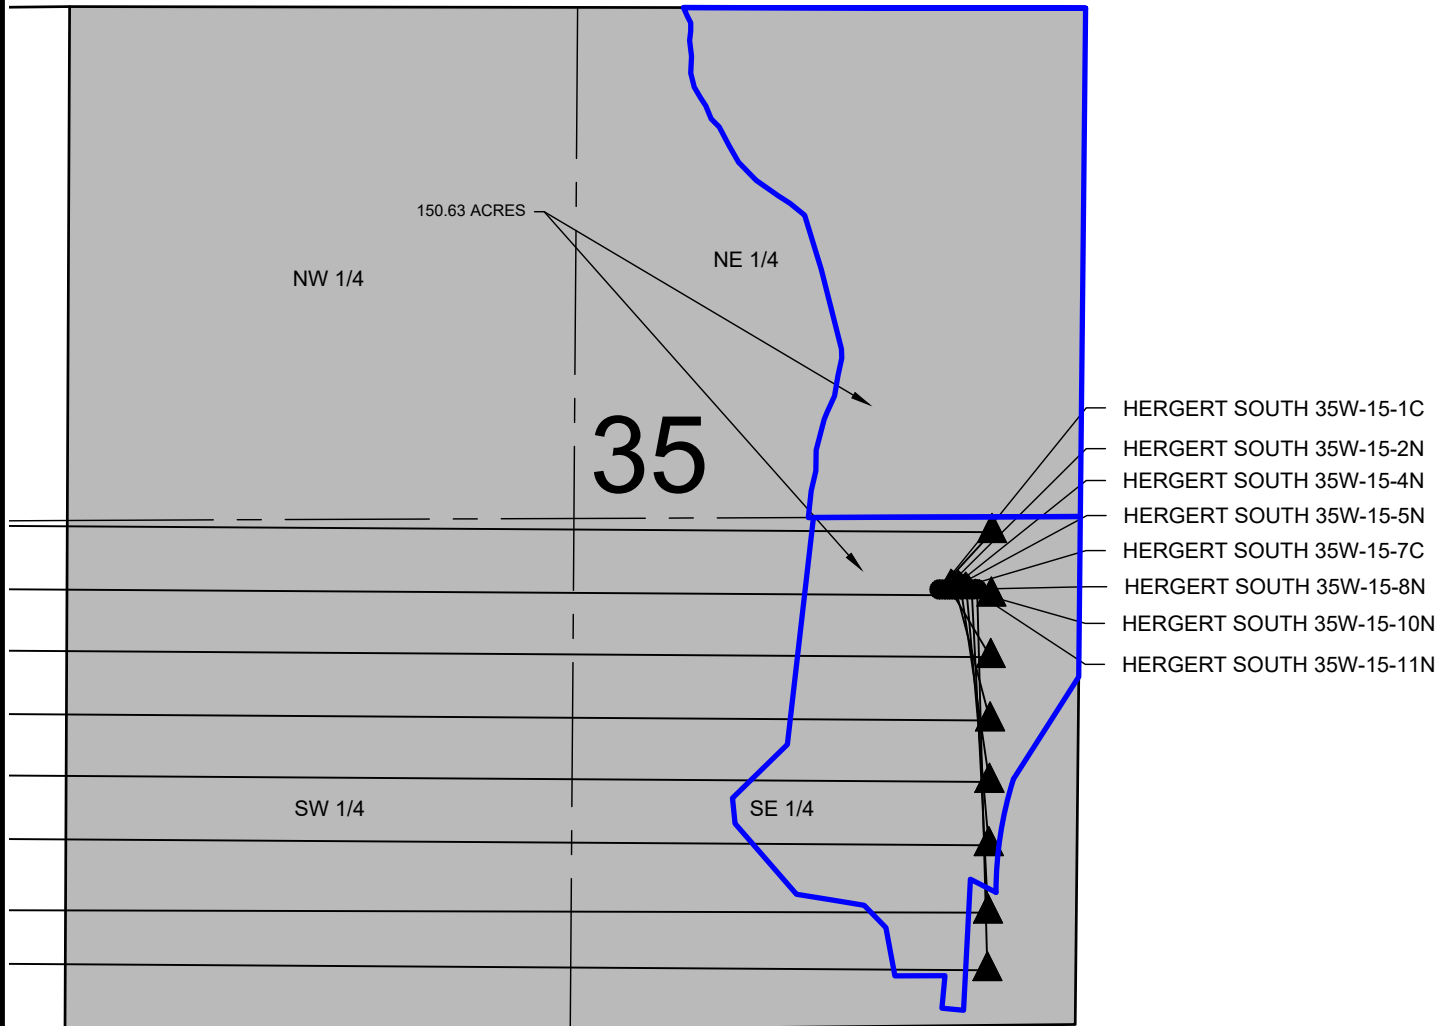 150.63 ACRES
NE 1/4
NW 1/4
35
HERGERT SOUTH 35W-15-1C
HERGERT SOUTH 35W-15-2N
HERGERT SOUTH 35W-15-4N
HERGERT SOUTH 35W-15-5N
HERGERT SOUTH 35W-15-7C
HERGERT SOUTH 35W-15-8N
HERGERT SOUTH 35W-15-10N
HERGERT SOUTH 35W-15-11N
SW 1/4
SE 1/4